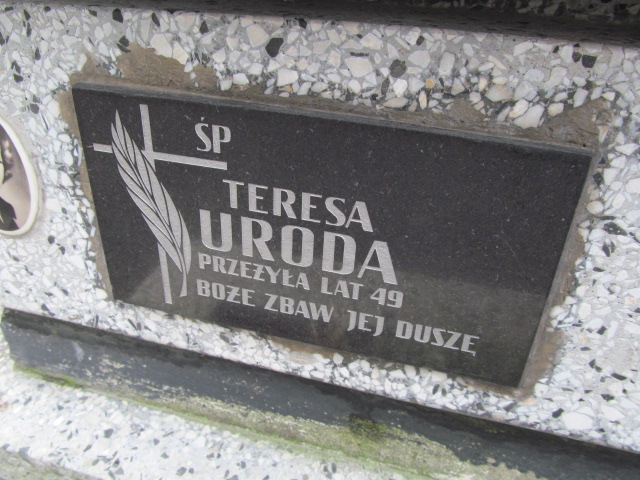 ŚP
TERESA
URODA
PRZEŻYŁA LAT 49
BOŻE ZBAW JEJ DUSZĘ